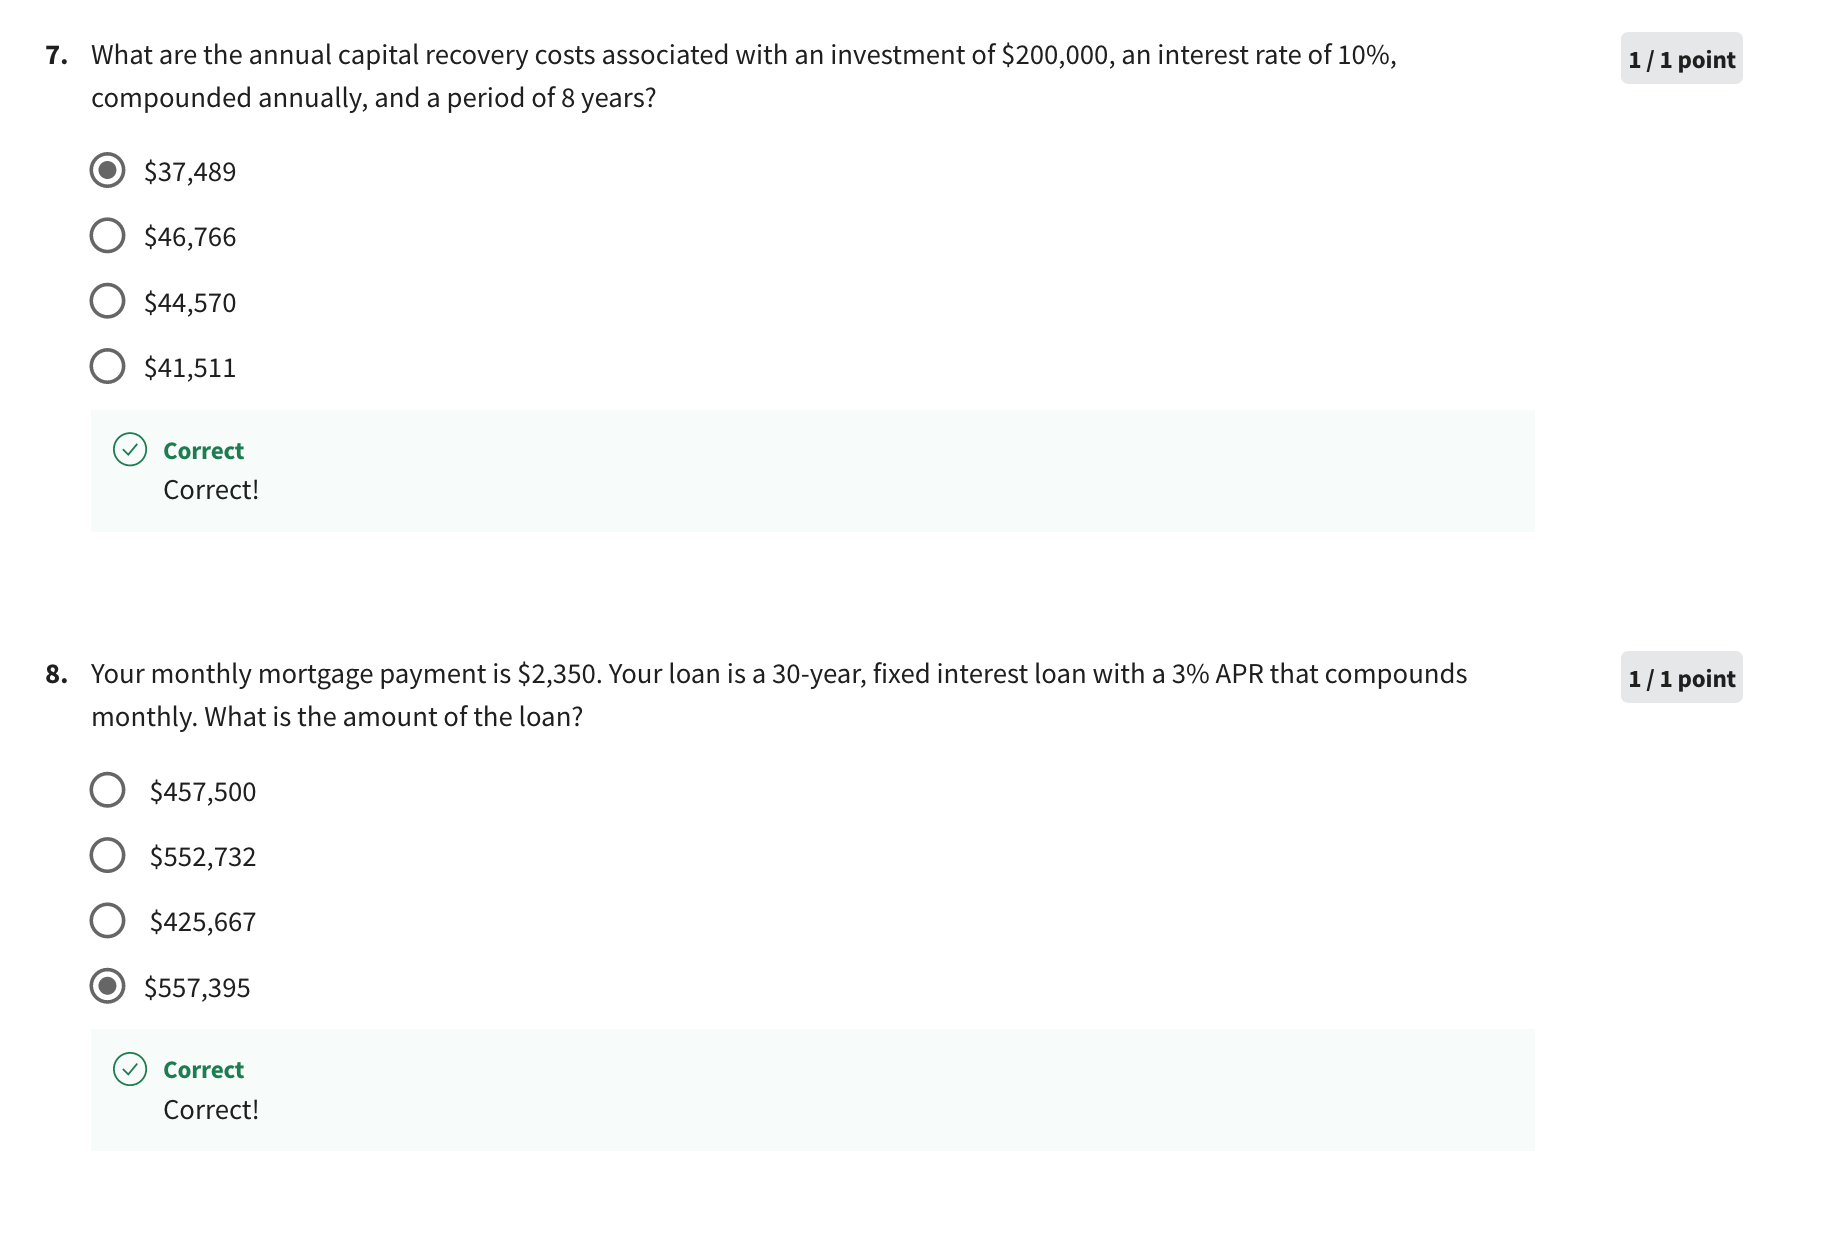 7. What are the annual capital recovery costs associated with an investment of $200,000, an interest rate of 10%,
1 / 1 point
compounded annually, and a period of 8 years?
$37,489
$46,766
$44,570
$41,511
Correct
Correct!
8. Your monthly mortgage payment is $2,350. Your loan is a 30-year, fixed interest loan with a 3% APR that compounds
1 / 1 point
monthly. What is the amount of the loan?
$457,500
$552,732
$425,667
$557,395
Correct
Correct!